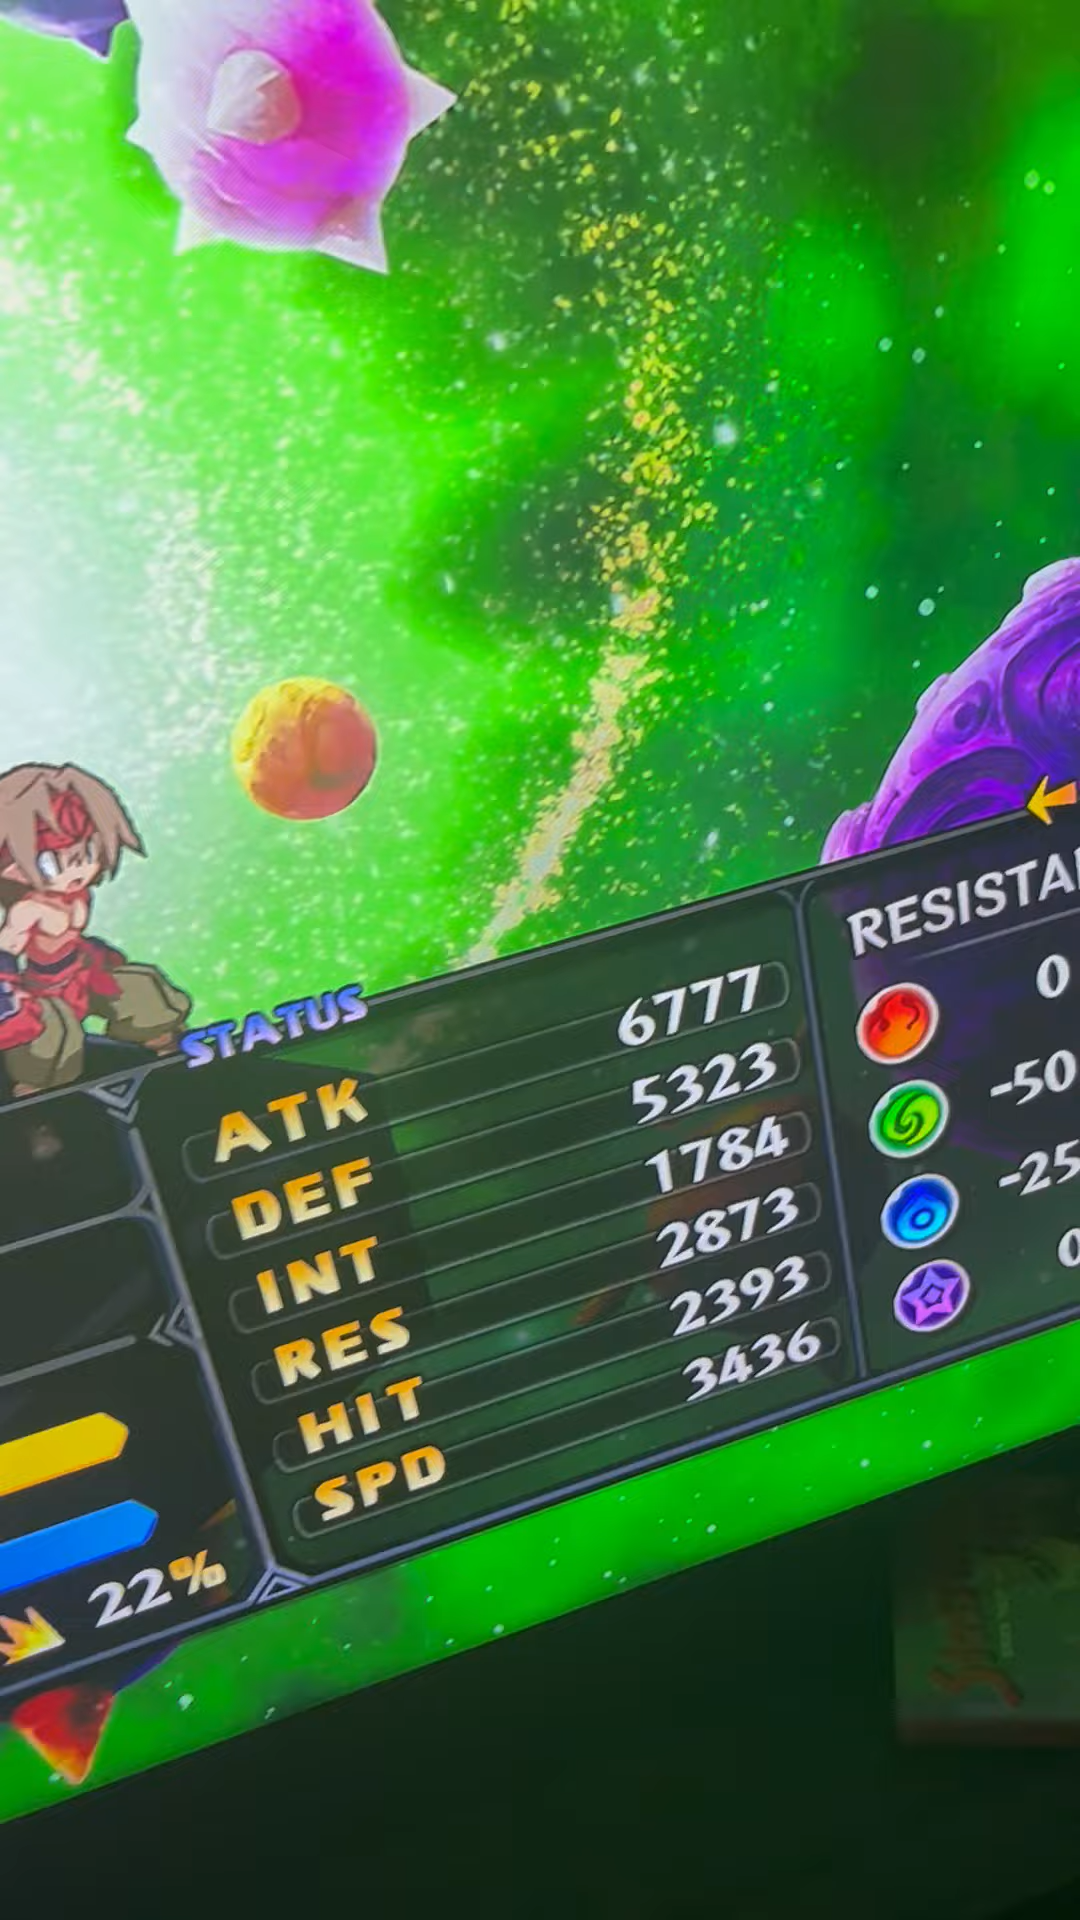 STATUS
ATK 6777
DEF 5323
INT 1784
RES 2873
HIT 2393
SPD 3436
22%
RESISTA
0
-50
-25
0